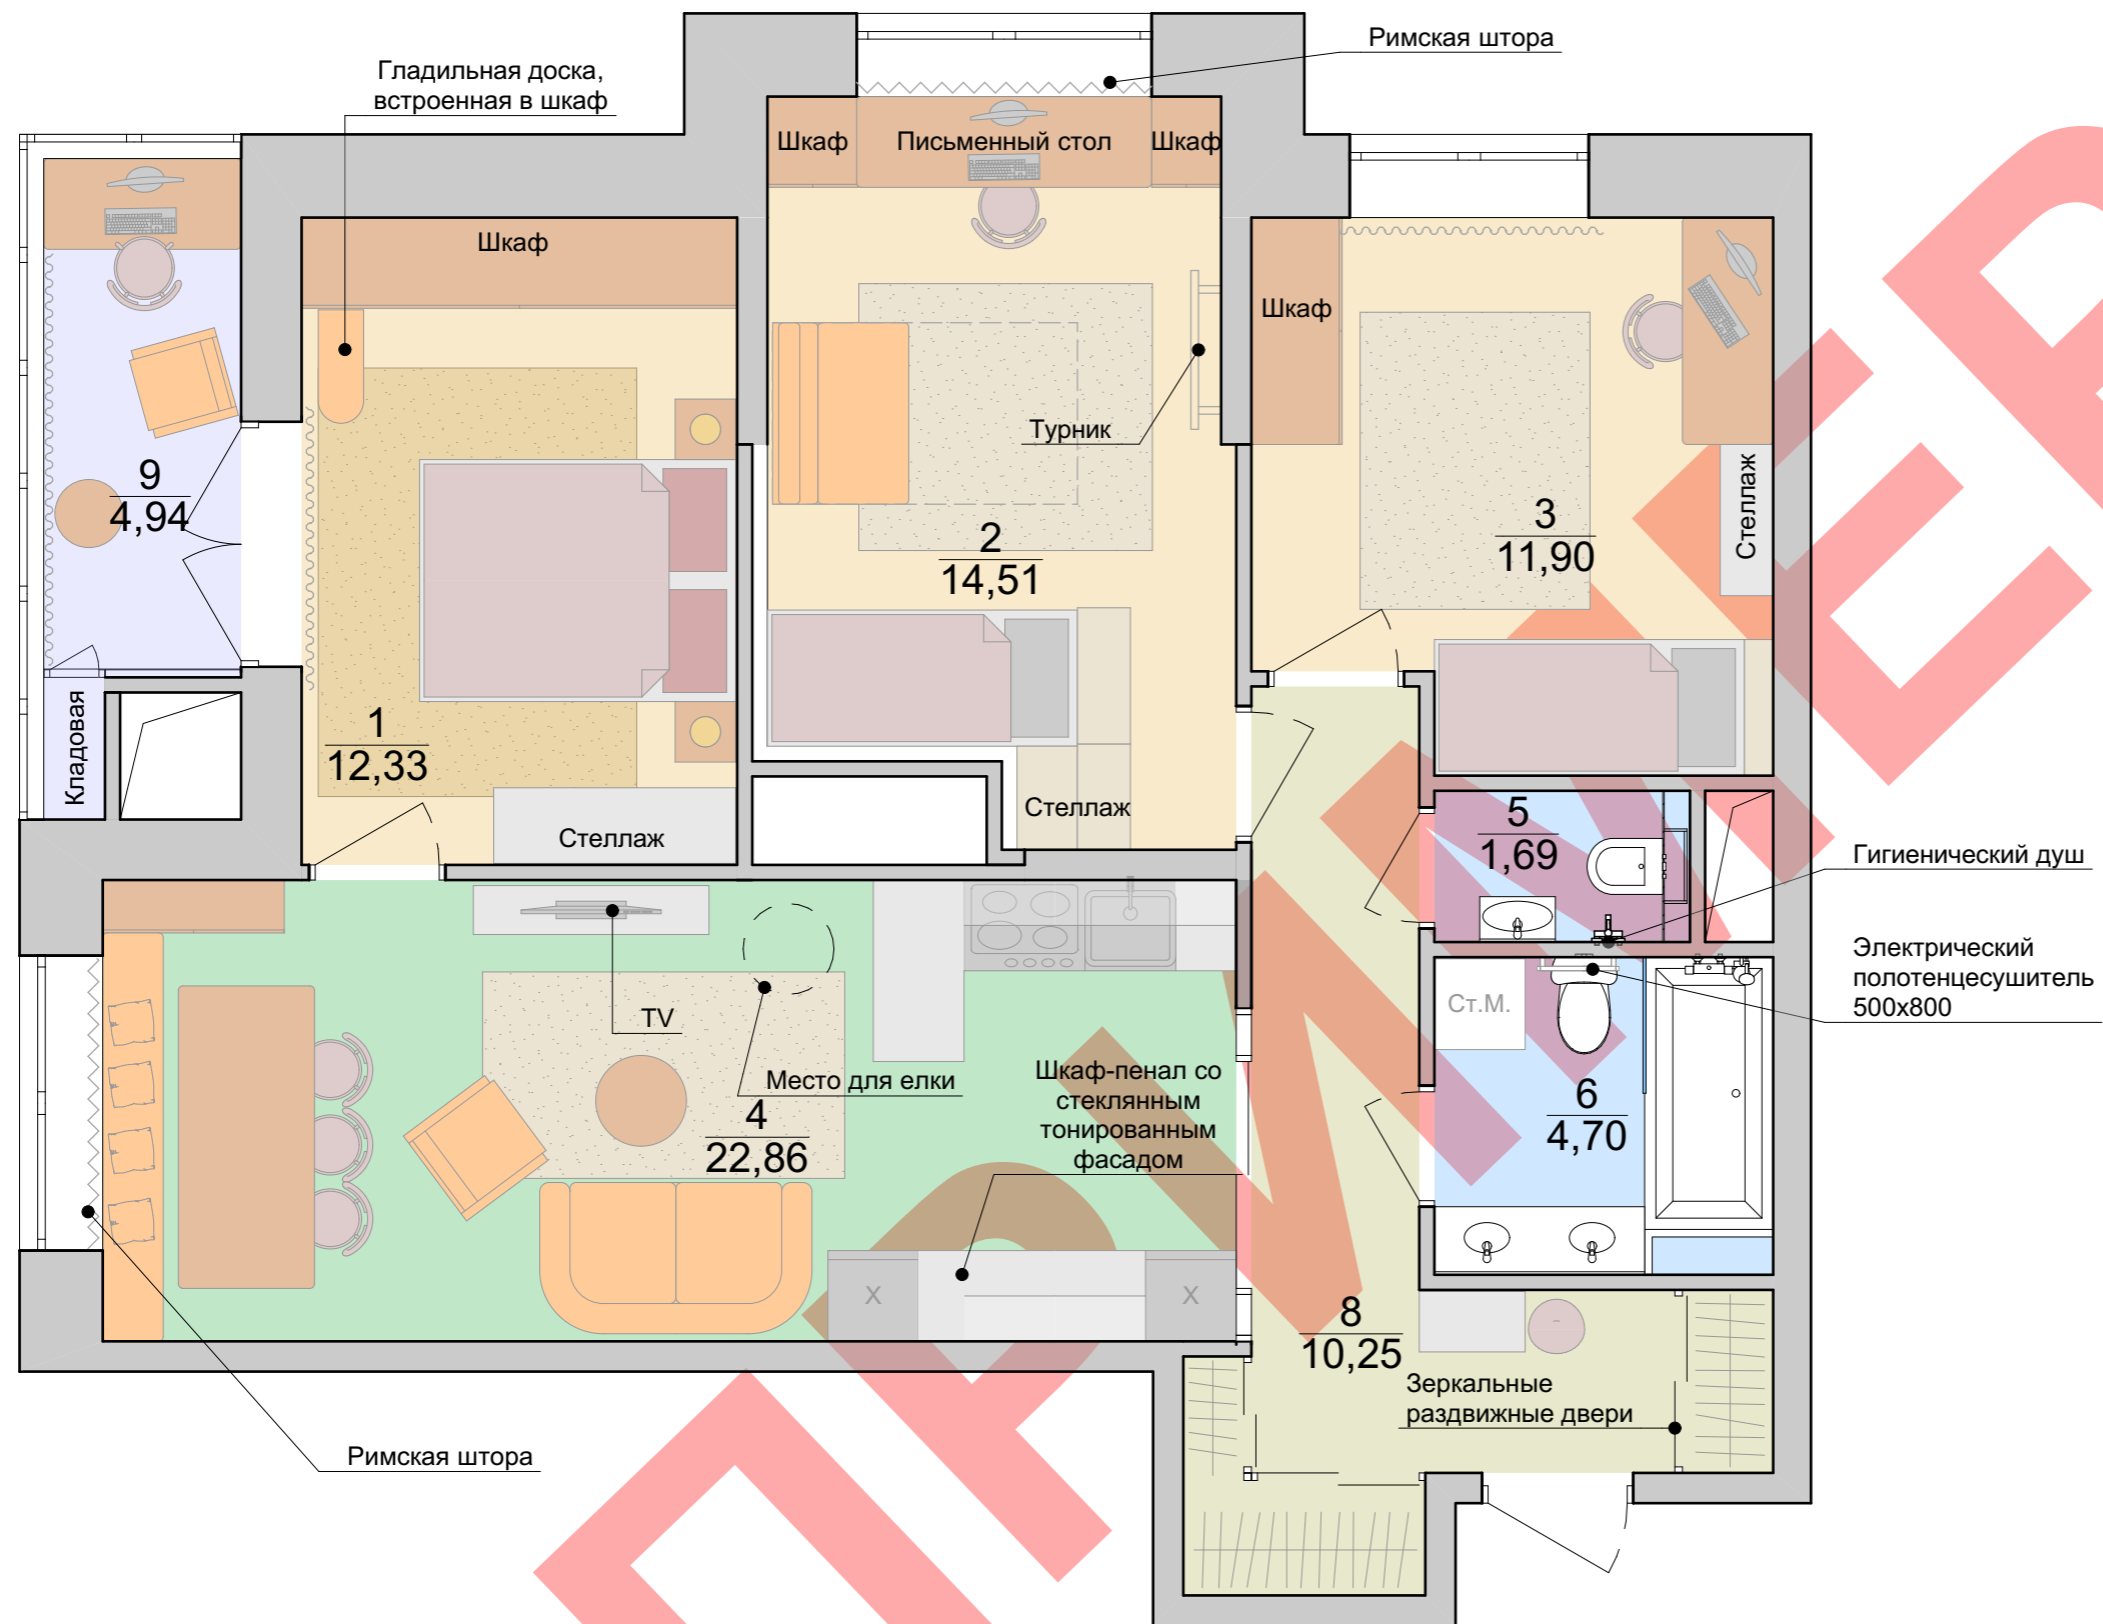 Римская штора
Гладильная доска,
встроенная в шкаф
Шкаф
Письменный стол
Шкаф
Шкаф
Шкаф
Турник
9
4,94
2
14,51
3
11,90
Стеллаж
Кладовая
1
12,33
Стеллаж
Стеллаж
5
1,69
Гигиенический душ
Электрический
полотенцесушитель
500х800
Ст.М.
TV
Место для елки
4
22,86
Шкаф-пенал со
стеклянным
тонированным
фасадом
6
4,70
X
X
8
10,25
Зеркальные
раздвижные двери
Римская штора
ПРИМЕР